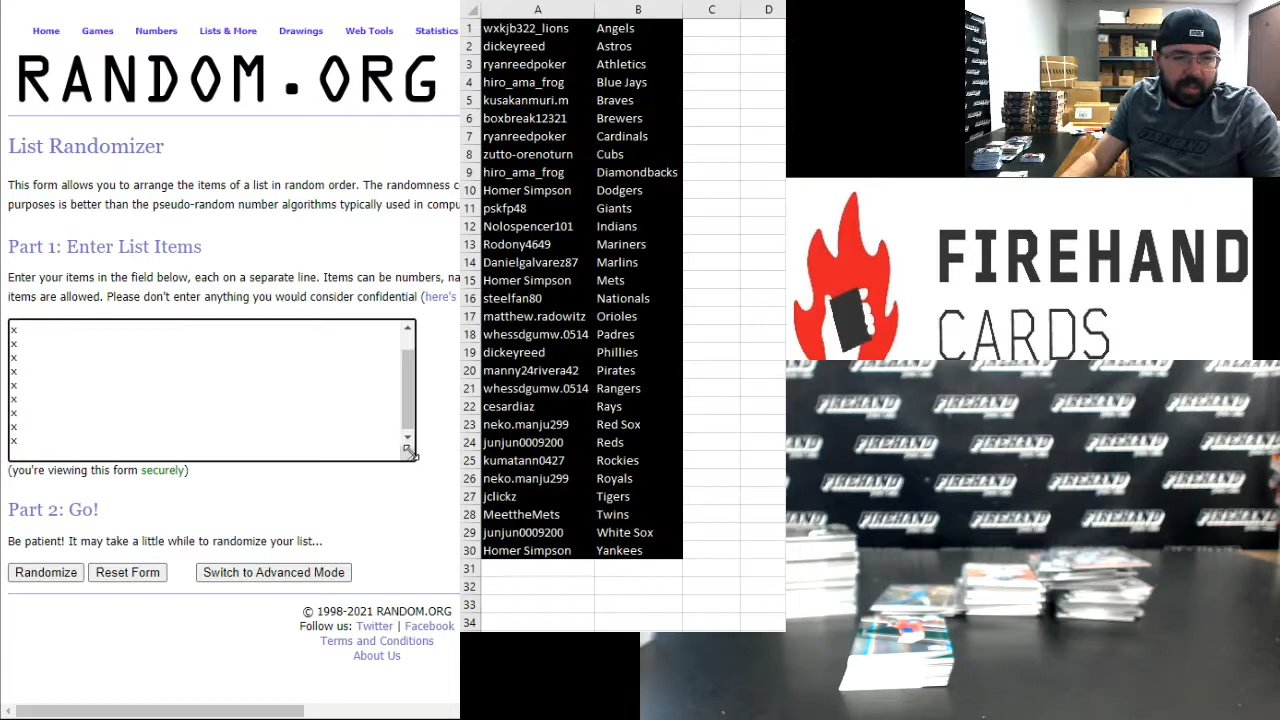 Home Games Numbers Lists & More Drawings Web Tools Statistics
RANDOM.ORG
List Randomizer
This form allows you to arrange the items of a list in random order. The randomness c
purposes is better than the pseudo-random number algorithms typically used in compu
Part 1: Enter List Items
Enter your items in the field below, each on a separate line. Items can be numbers, na
items are allowed. Please don't enter anything you would consider confidential (here's
x
x
x
x
x
x
x
x
x
(you're viewing this form securely)
Part 2: Go!
Be patient! It may take a little while to randomize your list...
Randomize Reset Form Switch to Advanced Mode
© 1998-2021 RANDOM.ORG
Follow us: Twitter | Facebook
Terms and Conditions
About Us
A B C D
1 wxkjb322_lions Angels
2 dickeyreed Astros
3 ryanreedpoker Athletics
4 hiro_ama_frog Blue Jays
5 kusakanmuri.m Braves
6 boxbreak12321 Brewers
7 ryanreedpoker Cardinals
8 zutto-orenoturn Cubs
9 hiro_ama_frog Diamondbacks
10 Homer Simpson Dodgers
11 pskfp48 Giants
12 Nolospencer101 Indians
13 Rodony4649 Mariners
14 Danielgalvarez87 Marlins
15 Homer Simpson Mets
16 steelfan80 Nationals
17 matthew.radowitz Orioles
18 whessdgumw.0514 Padres
19 dickeyreed Phillies
20 manny24rivera42 Pirates
21 whessdgumw.0514 Rangers
22 cesardiaz Rays
23 neko.manju299 Red Sox
24 junjun0009200 Reds
25 kumatann0427 Rockies
26 neko.manju299 Royals
27 jclickz Tigers
28 MeettheMets Twins
29 junjun0009200 White Sox
30 Homer Simpson Yankees
31
32
33
34
FIREHAND
CARDS
FIREHAND FIREHAND FIREHAND
FIREHAND FIREHAND
FIREHAND FIREHAND FIREHAND
FIREHAND FIREHAND